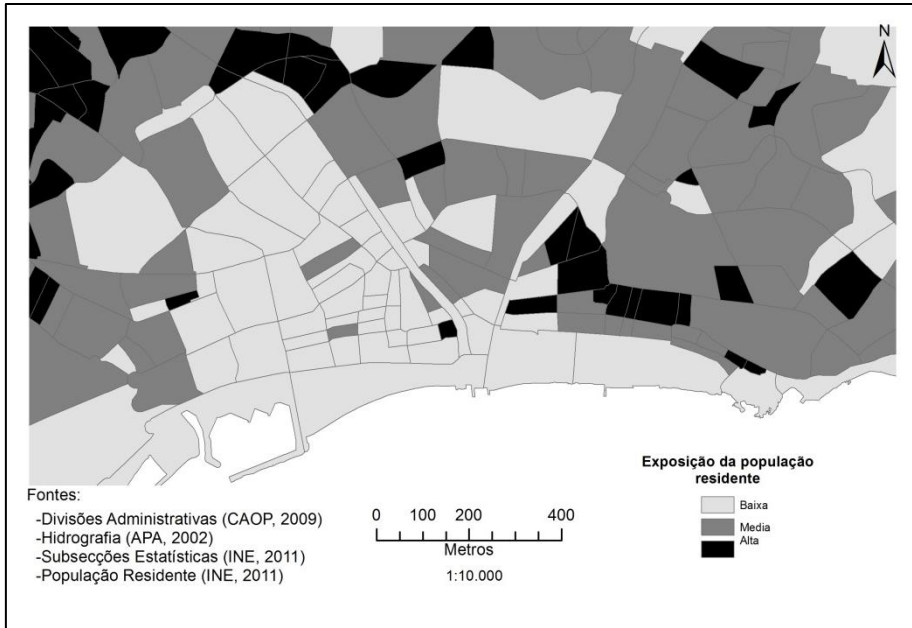 N
Exposição da população
residente
Baixa
Media
Alta
Fontes:
-Divisões Administrativas (CAOP, 2009)
-Hidrografia (APA, 2002)
-Subsecções Estatísticas (INE, 2011)
-População Residente (INE, 2011)
0 100 200 400
Metros
1:10.000